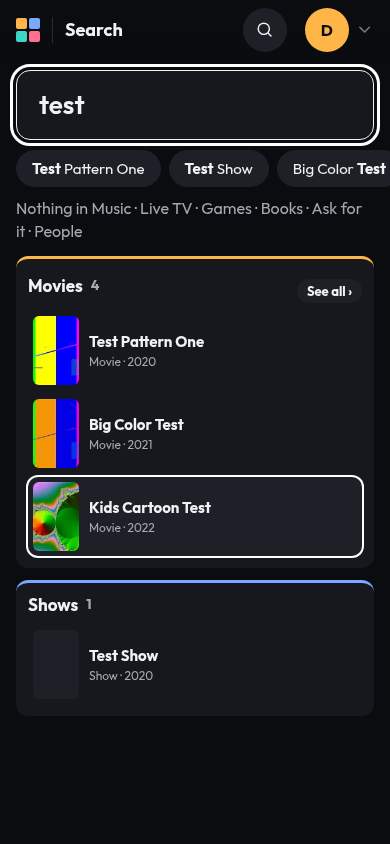 Search
D
test
Test Pattern One
Test Show
Big Color Test
Nothing in Music · Live TV · Games · Books · Ask for
it · People
Movies 4
See all ›
Test Pattern One
Movie · 2020
Big Color Test
Movie · 2021
Kids Cartoon Test
Movie · 2022
Shows 1
Test Show
Show · 2020